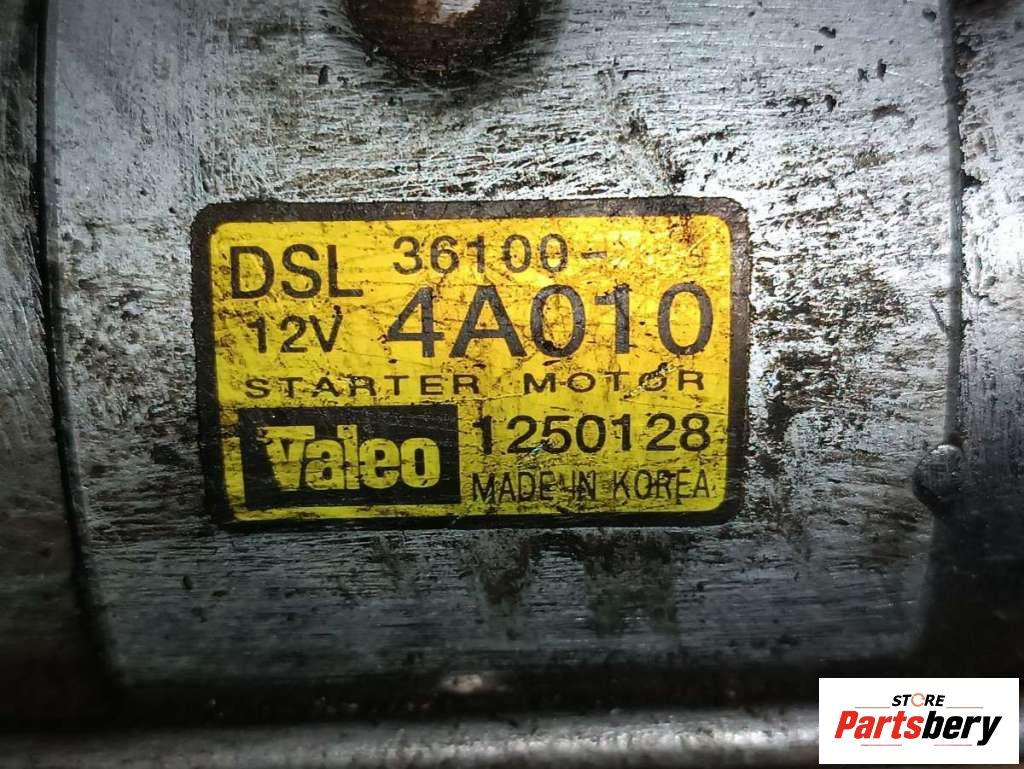 DSL 36100-
12V 4A010
STARTER MOTOR
Valeo 1250128
MADE IN KOREA
STORE
Partsbery